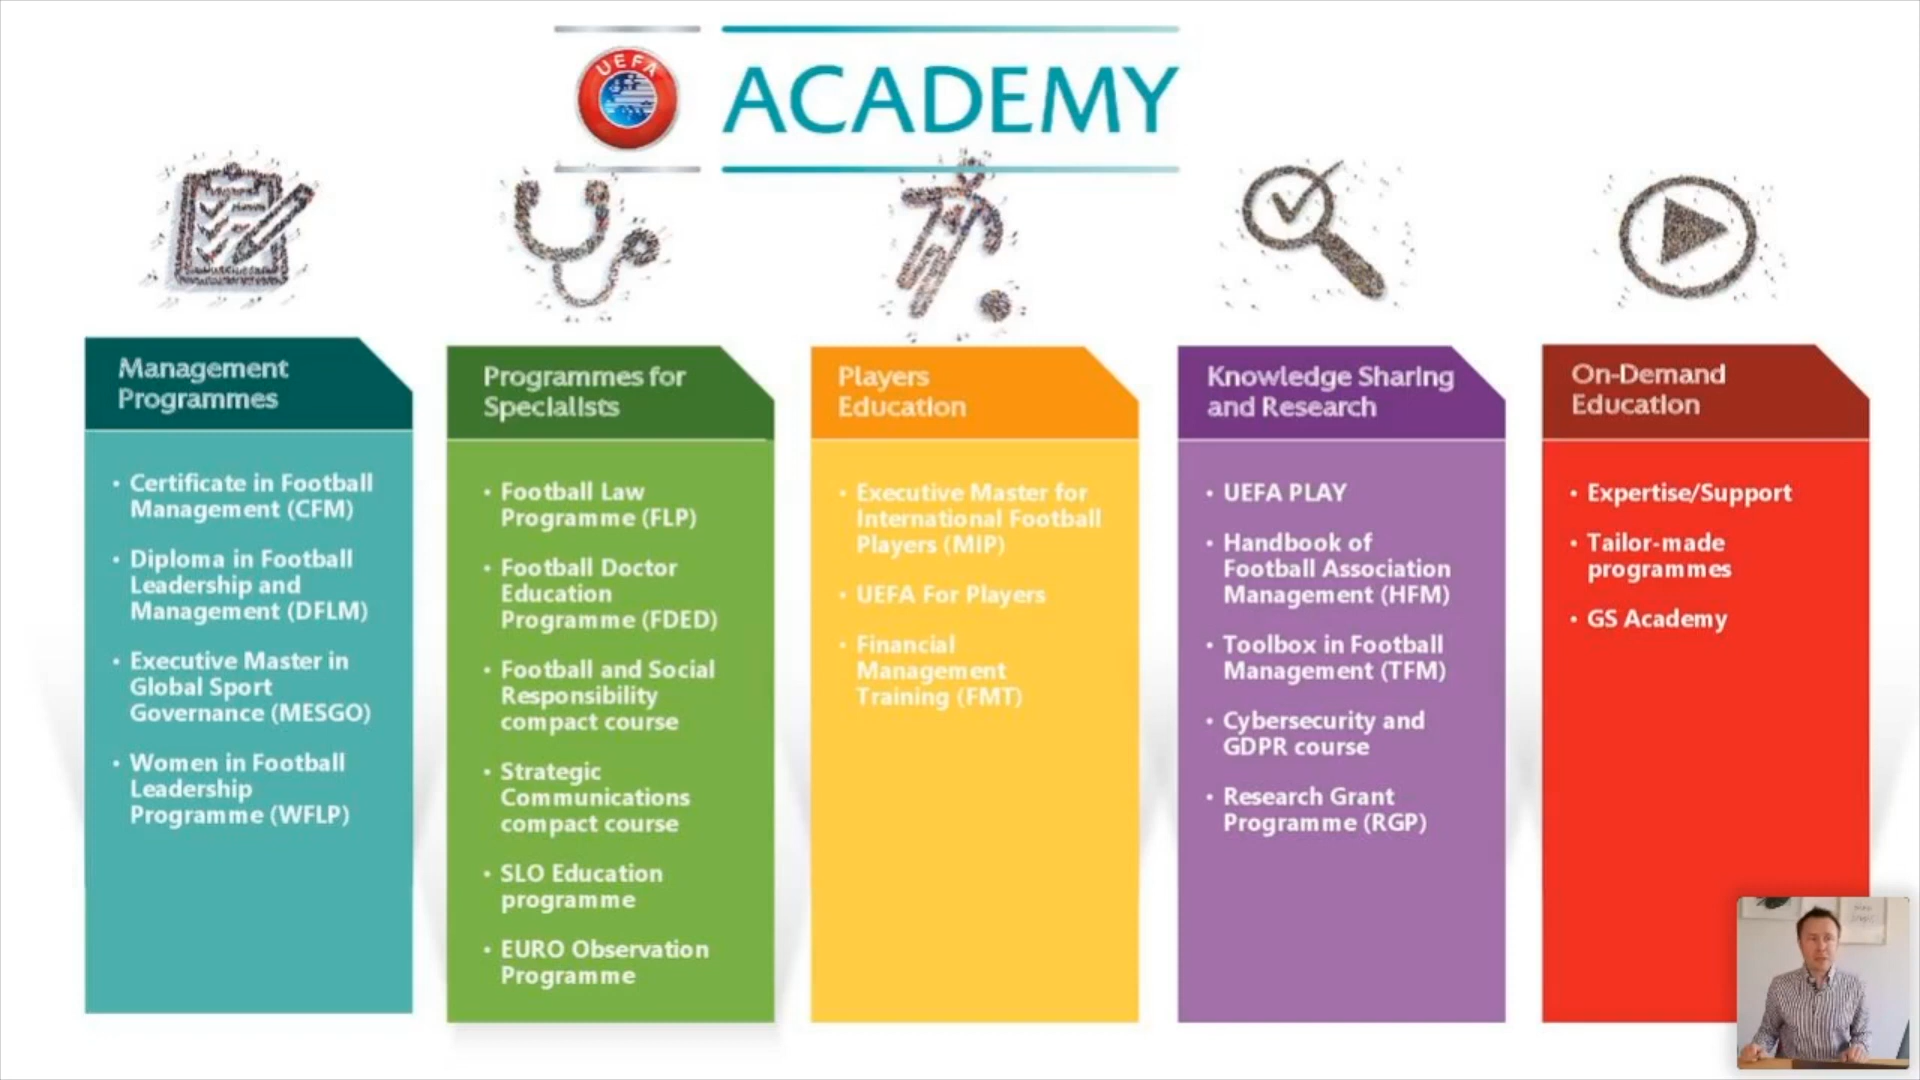 UEFA
ACADEMY
Management
Programmes
• Certificate in Football
Management (CFM)
• Diploma in Football
Leadership and
Management (DFLM)
• Executive Master in
Global Sport
Governance (MESGO)
• Women in Football
Leadership
Programme (WFLP)
Programmes for
Specialists
• Football Law
Programme (FLP)
• Football Doctor
Education
Programme (FDED)
• Football and Social
Responsibility
compact course
• Strategic
Communications
compact course
• SLO Education
programme
• EURO Observation
Programme
Players
Education
• Executive Master for
International Football
Players (MIP)
• UEFA For Players
• Financial
Management
Training (FMT)
Knowledge Sharing
and Research
• UEFA PLAY
• Handbook of
Football Association
Management (HFM)
• Toolbox in Football
Management (TFM)
• Cybersecurity and
GDPR course
• Research Grant
Programme (RGP)
On-Demand
Education
• Expertise/Support
• Tailor-made
programmes
• GS Academy